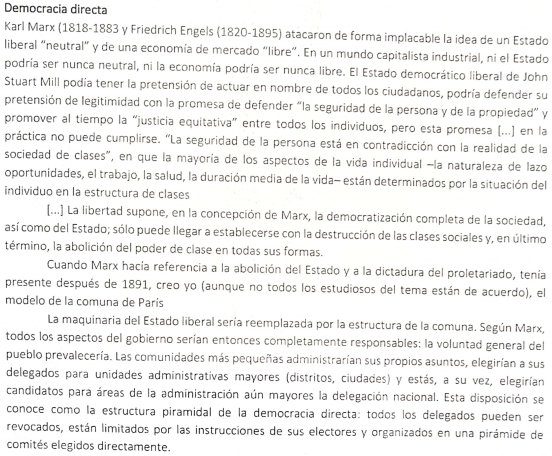 Democracia directa
Karl Marx (1818-1883 y Friedrich Engels (1820-1895) atacaron de forma implacable la idea de un Estado
liberal "neutral" y de una economía de mercado "libre". En un mundo capitalista industrial, ni el Estado
podría ser nunca neutral, ni la economía podría ser nunca libre. El Estado democrático liberal de John
Stuart Mill podía tener la pretensión de actuar en nombre de todos los ciudadanos, podría defender su
pretensión de legitimidad con la promesa de defender "la seguridad de la persona y de la propiedad" y
promover al tiempo la "justicia equitativa" entre todos los individuos, pero esta promesa [...] en la
práctica no puede cumplirse. "La seguridad de la persona está en contradicción con la realidad de la
sociedad de clases", en que la mayoría de los aspectos de la vida individual –la naturaleza de lazo
oportunidades, el trabajo, la salud, la duración media de la vida– están determinados por la situación del
individuo en la estructura de clases
[...] La libertad supone, en la concepción de Marx, la democratización completa de la sociedad,
así como del Estado; sólo puede llegar a establecerse con la destrucción de las clases sociales y, en último
término, la abolición del poder de clase en todas sus formas.
Cuando Marx hacía referencia a la abolición del Estado y a la dictadura del proletariado, tenía
presente después de 1891, creo yo (aunque no todos los estudiosos del tema están de acuerdo), el
modelo de la comuna de París
La maquinaria del Estado liberal sería reemplazada por la estructura de la comuna. Según Marx,
todos los aspectos del gobierno serían entonces completamente responsables: la voluntad general del
pueblo prevalecería. Las comunidades más pequeñas administrarían sus propios asuntos, elegirían a sus
delegados para unidades administrativas mayores (distritos, ciudades) y estás, a su vez, elegirían
candidatos para áreas de la administración aún mayores la delegación nacional. Esta disposición se
conoce como la estructura piramidal de la democracia directa: todos los delegados pueden ser
revocados, están limitados por las instrucciones de sus electores y organizados en una pirámide de
comités elegidos directamente.